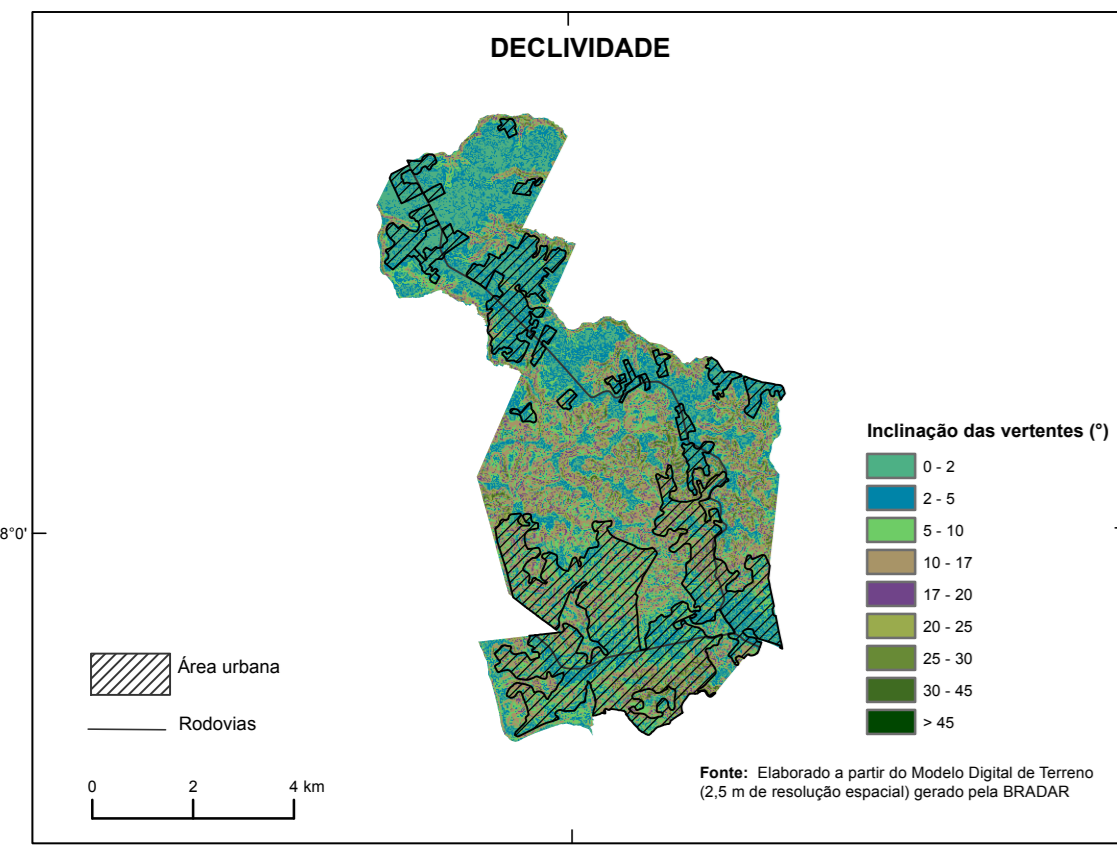 DECLIVIDADE
Inclinação das vertentes (°)
0 - 2
2 - 5
5 - 10
10 - 17
17 - 20
20 - 25
25 - 30
30 - 45
> 45
8°0'
Área urbana
Rodovias
0 2 4 km
Fonte: Elaborado a partir do Modelo Digital de Terreno
(2,5 m de resolução espacial) gerado pela BRADAR